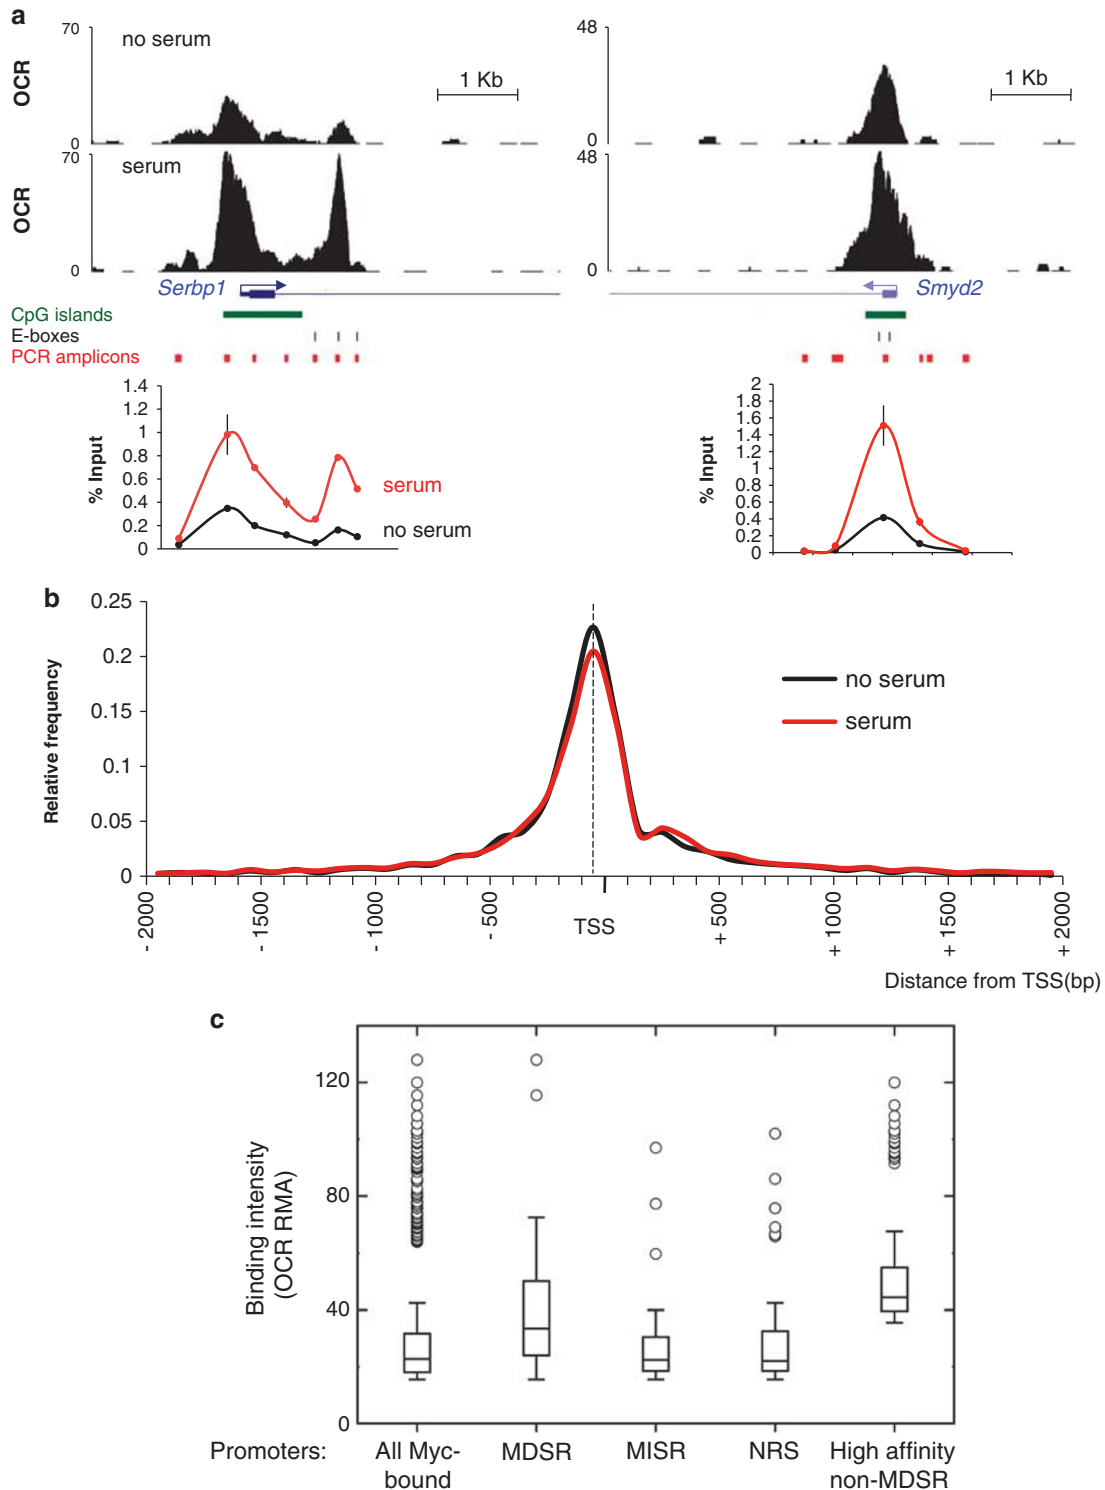 a
70
no serum
OCR
0
1 Kb
48
0
1 Kb
70
serum
OCR
0
48
0
Serbp1
Smyd2
CpG islands
E-boxes
PCR amplicons
1.4
1.2
1
0.8
0.6
0.4
0.2
0
% Input
serum
no serum
2
1.8
1.6
1.4
1.2
1
0.8
0.6
0.4
0.2
0
% Input
b
0.25
0.2
0.15
0.1
0.05
0
Relative frequency
no serum
serum
- 2000
- 1500
- 1000
- 500
TSS
+ 500
+ 1000
+ 1500
+ 2000
Distance from TSS(bp)
c
120
80
40
0
Binding intensity
(OCR RMA)
Promoters:
All Myc-
bound
MDSR
MISR
NRS
High affinity
non-MDSR